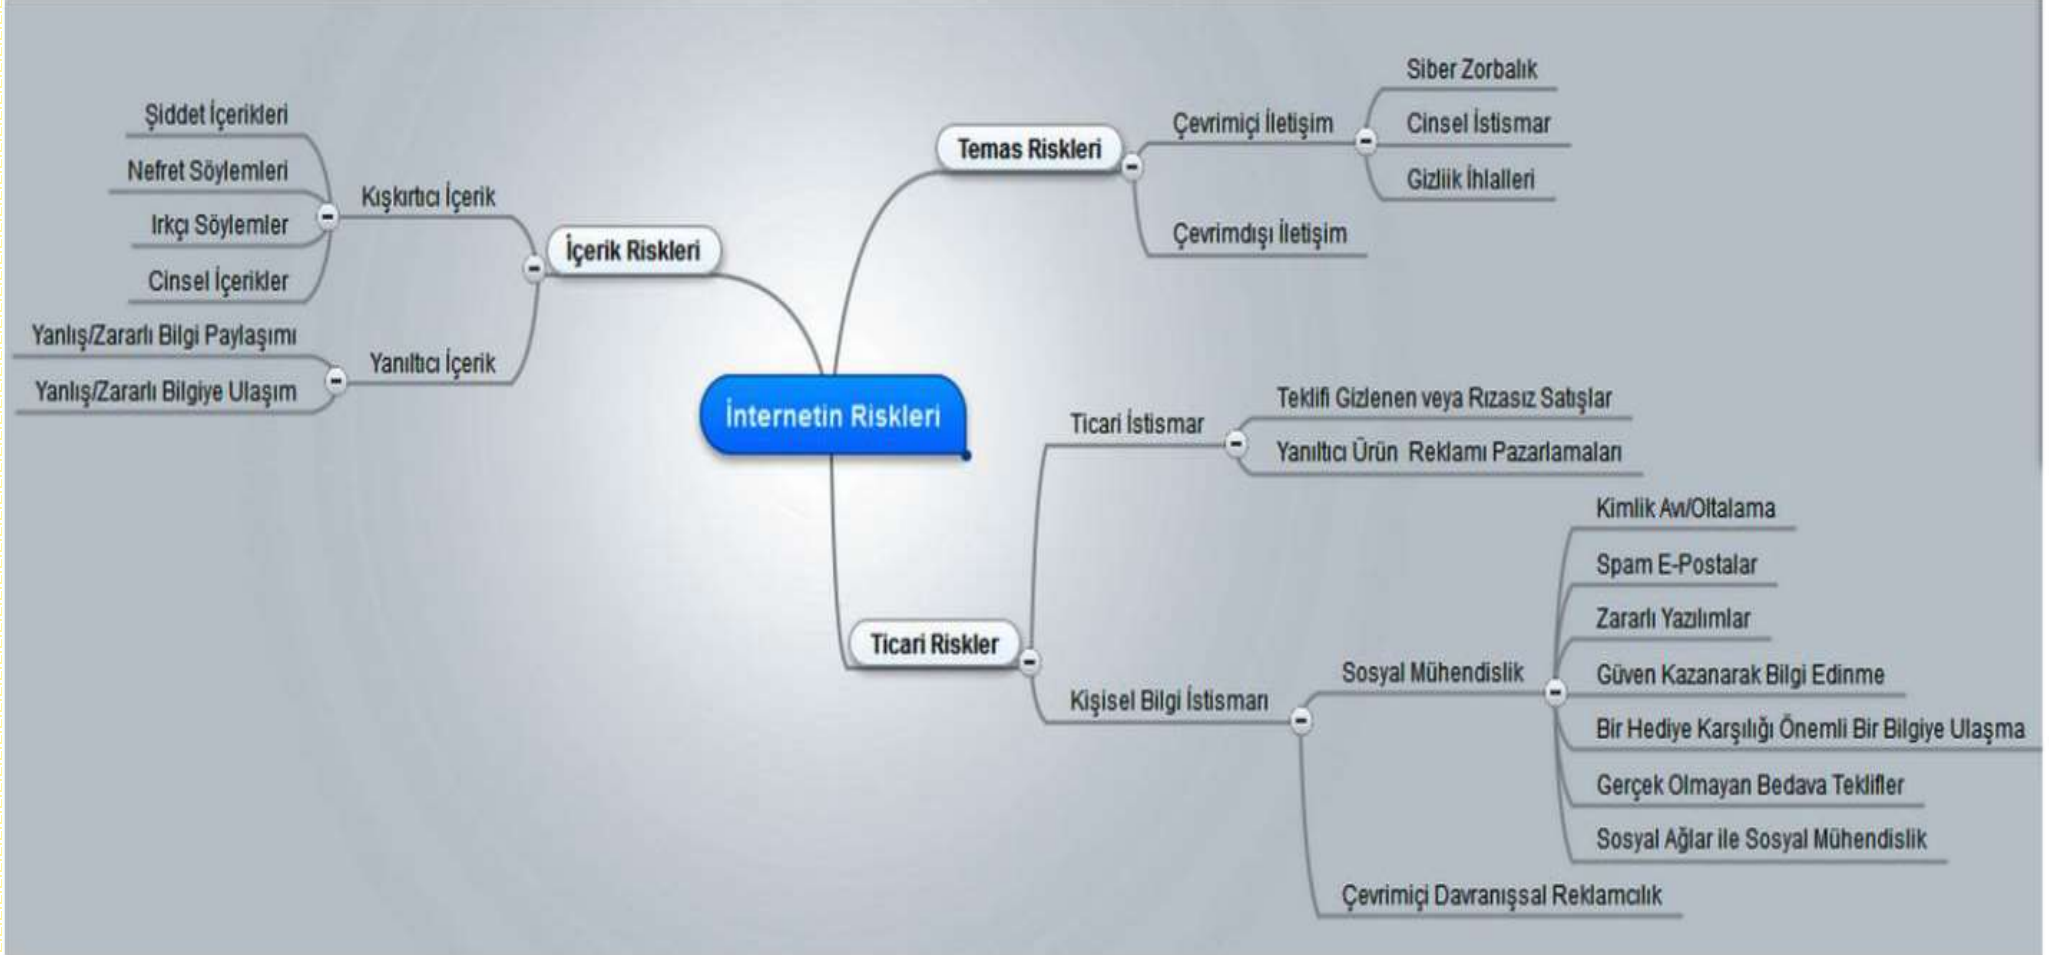 Şiddet İçerikleri
Nefret Söylemleri
Irkçı Söylemler
Cinsel İçerikler
Kışkırtıcı İçerik
Yanlış/Zararlı Bilgi Paylaşımı
Yanlış/Zararlı Bilgiye Ulaşım
Yanıltıcı İçerik
İçerik Riskleri
İnternetin Riskleri
Temas Riskleri
Çevrimiçi İletişim
Siber Zorbalık
Cinsel İstismar
Gizliik İhlalleri
Çevrimdışı İletişim
Ticari Riskler
Ticari İstismar
Teklifi Gizlenen veya Rızasız Satışlar
Yanıltıcı Ürün Reklamı Pazarlamaları
Kişisel Bilgi İstismarı
Sosyal Mühendislik
Kimlik Avı/Oltalama
Spam E-Postalar
Zararlı Yazılımlar
Güven Kazanarak Bilgi Edinme
Bir Hediye Karşılığı Önemli Bir Bilgiye Ulaşma
Gerçek Olmayan Bedava Teklifler
Sosyal Ağlar ile Sosyal Mühendislik
Çevrimiçi Davranışsal Reklamcılık